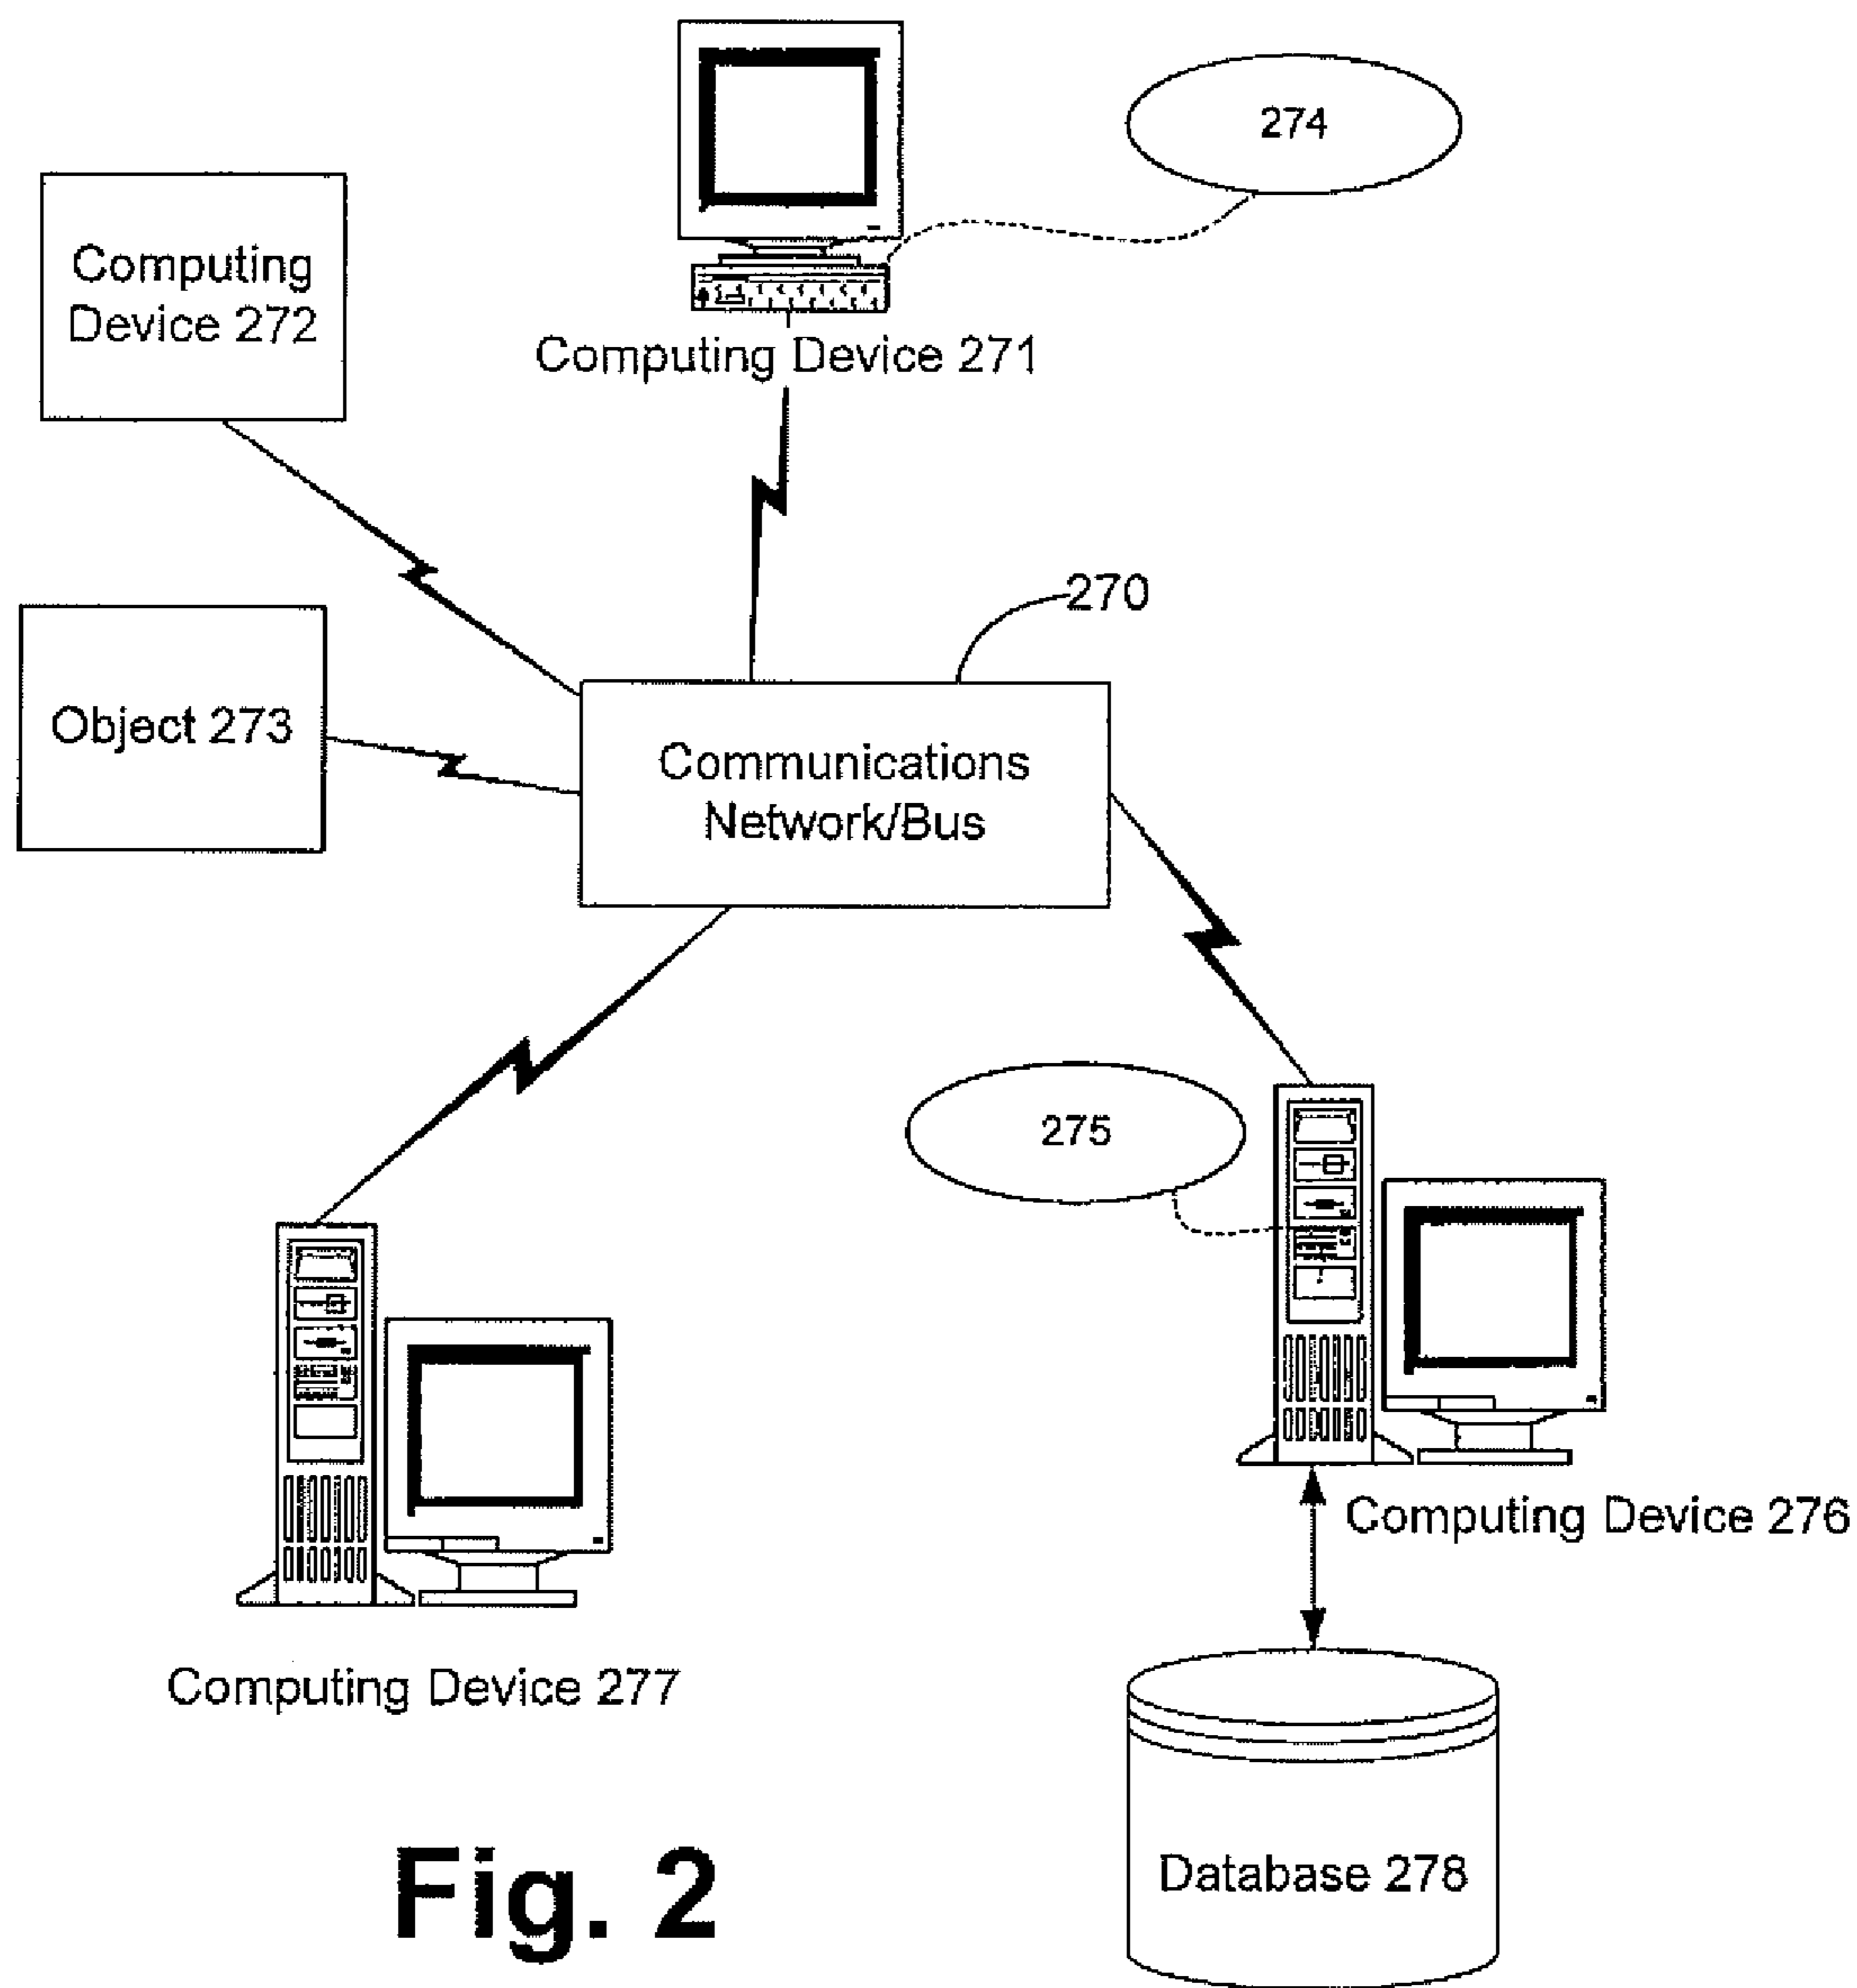 274
Computing
Device 272
Computing Device 271
270
Object 273
Communications
Network/Bus
275
Computing Device 276
Computing Device 277
Database 278
Fig. 2